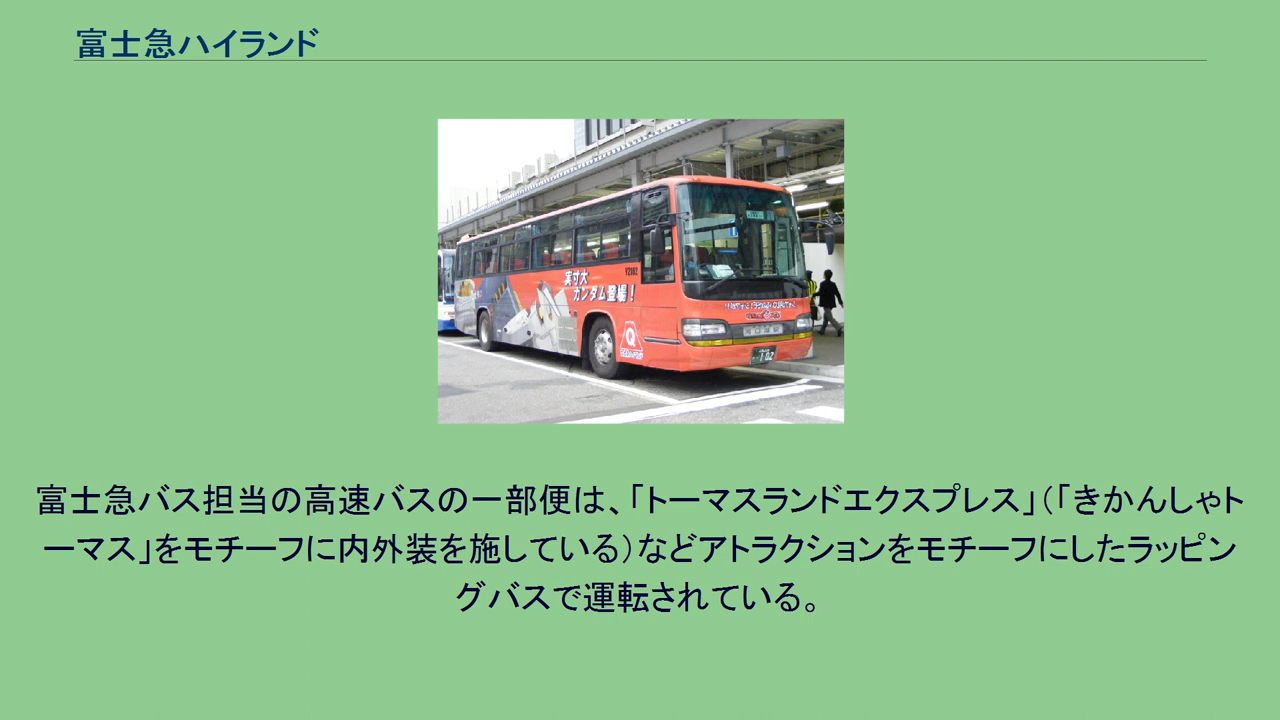 富士急ハイランド
実寸大
ガンダム登場！
Y2882
Q
102
富士急バス担当の高速バスの一部便は、「トーマスランドエクスプレス」（「きかんしゃト
ーマス」をモチーフに内外装を施している）などアトラクションをモチーフにしたラッピン
グバスで運転されている。